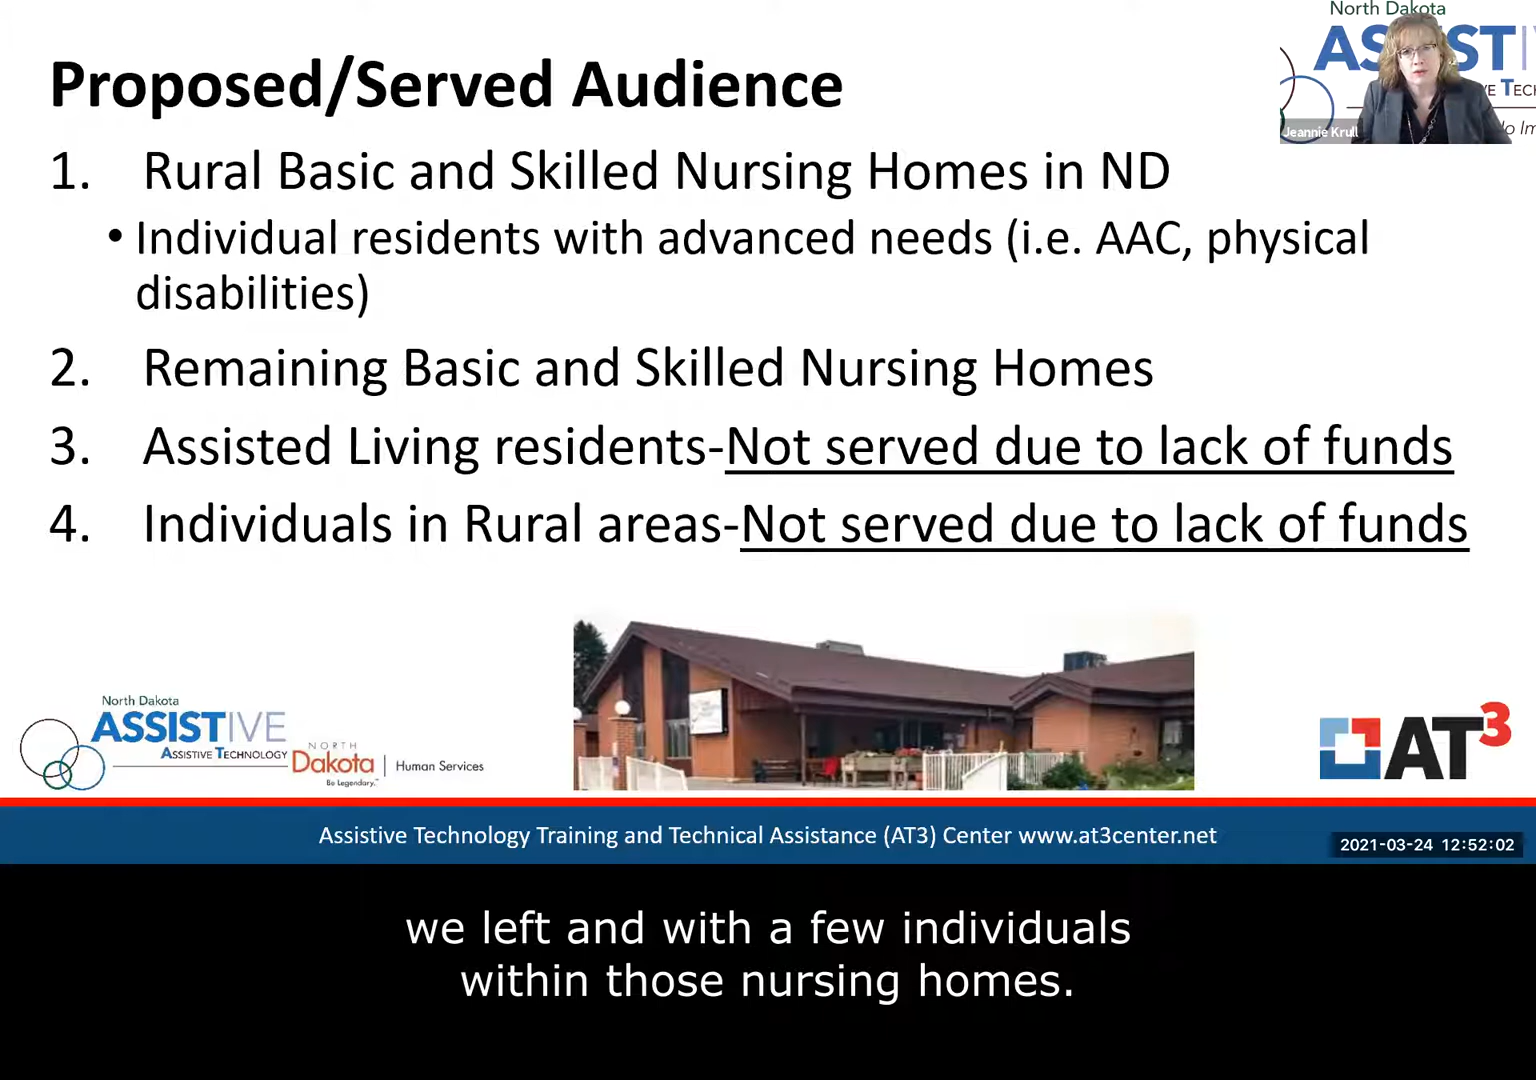 Proposed/Served Audience
1. Rural Basic and Skilled Nursing Homes in ND
• Individual residents with advanced needs (i.e. AAC, physical
disabilities)
2. Remaining Basic and Skilled Nursing Homes
3. Assisted Living residents-Not served due to lack of funds
4. Individuals in Rural areas-Not served due to lack of funds
North Dakota
ASSISTIV
VE TECH
Jeannie Krull
lo Im
North Dakota
ASSISTIVE
ASSISTIVE TECHNOLOGY
NORTH
Dakota
Be Legendary.™
Human Services
AT3
Assistive Technology Training and Technical Assistance (AT3) Center www.at3center.net
2021-03-24 12:52:02
we left and with a few individuals
within those nursing homes.